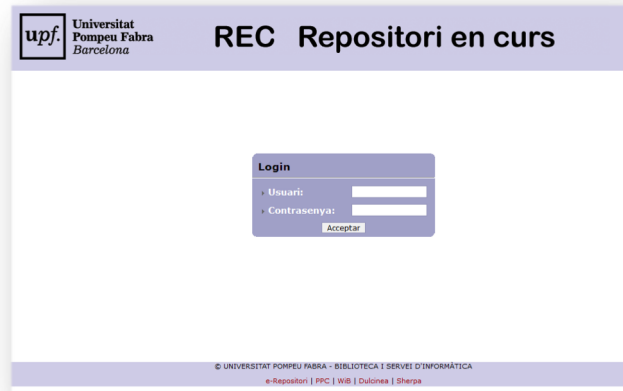 upf. Universitat
Pompeu Fabra
Barcelona
REC Repositori en curs
Login
Usuari:
Contrasenya:
Acceptar
© UNIVERSITAT POMPEU FABRA - BIBLIOTECA I SERVEI D'INFORMÀTICA
e-Repositori | PPC | WiB | Dulcinea | Sherpa